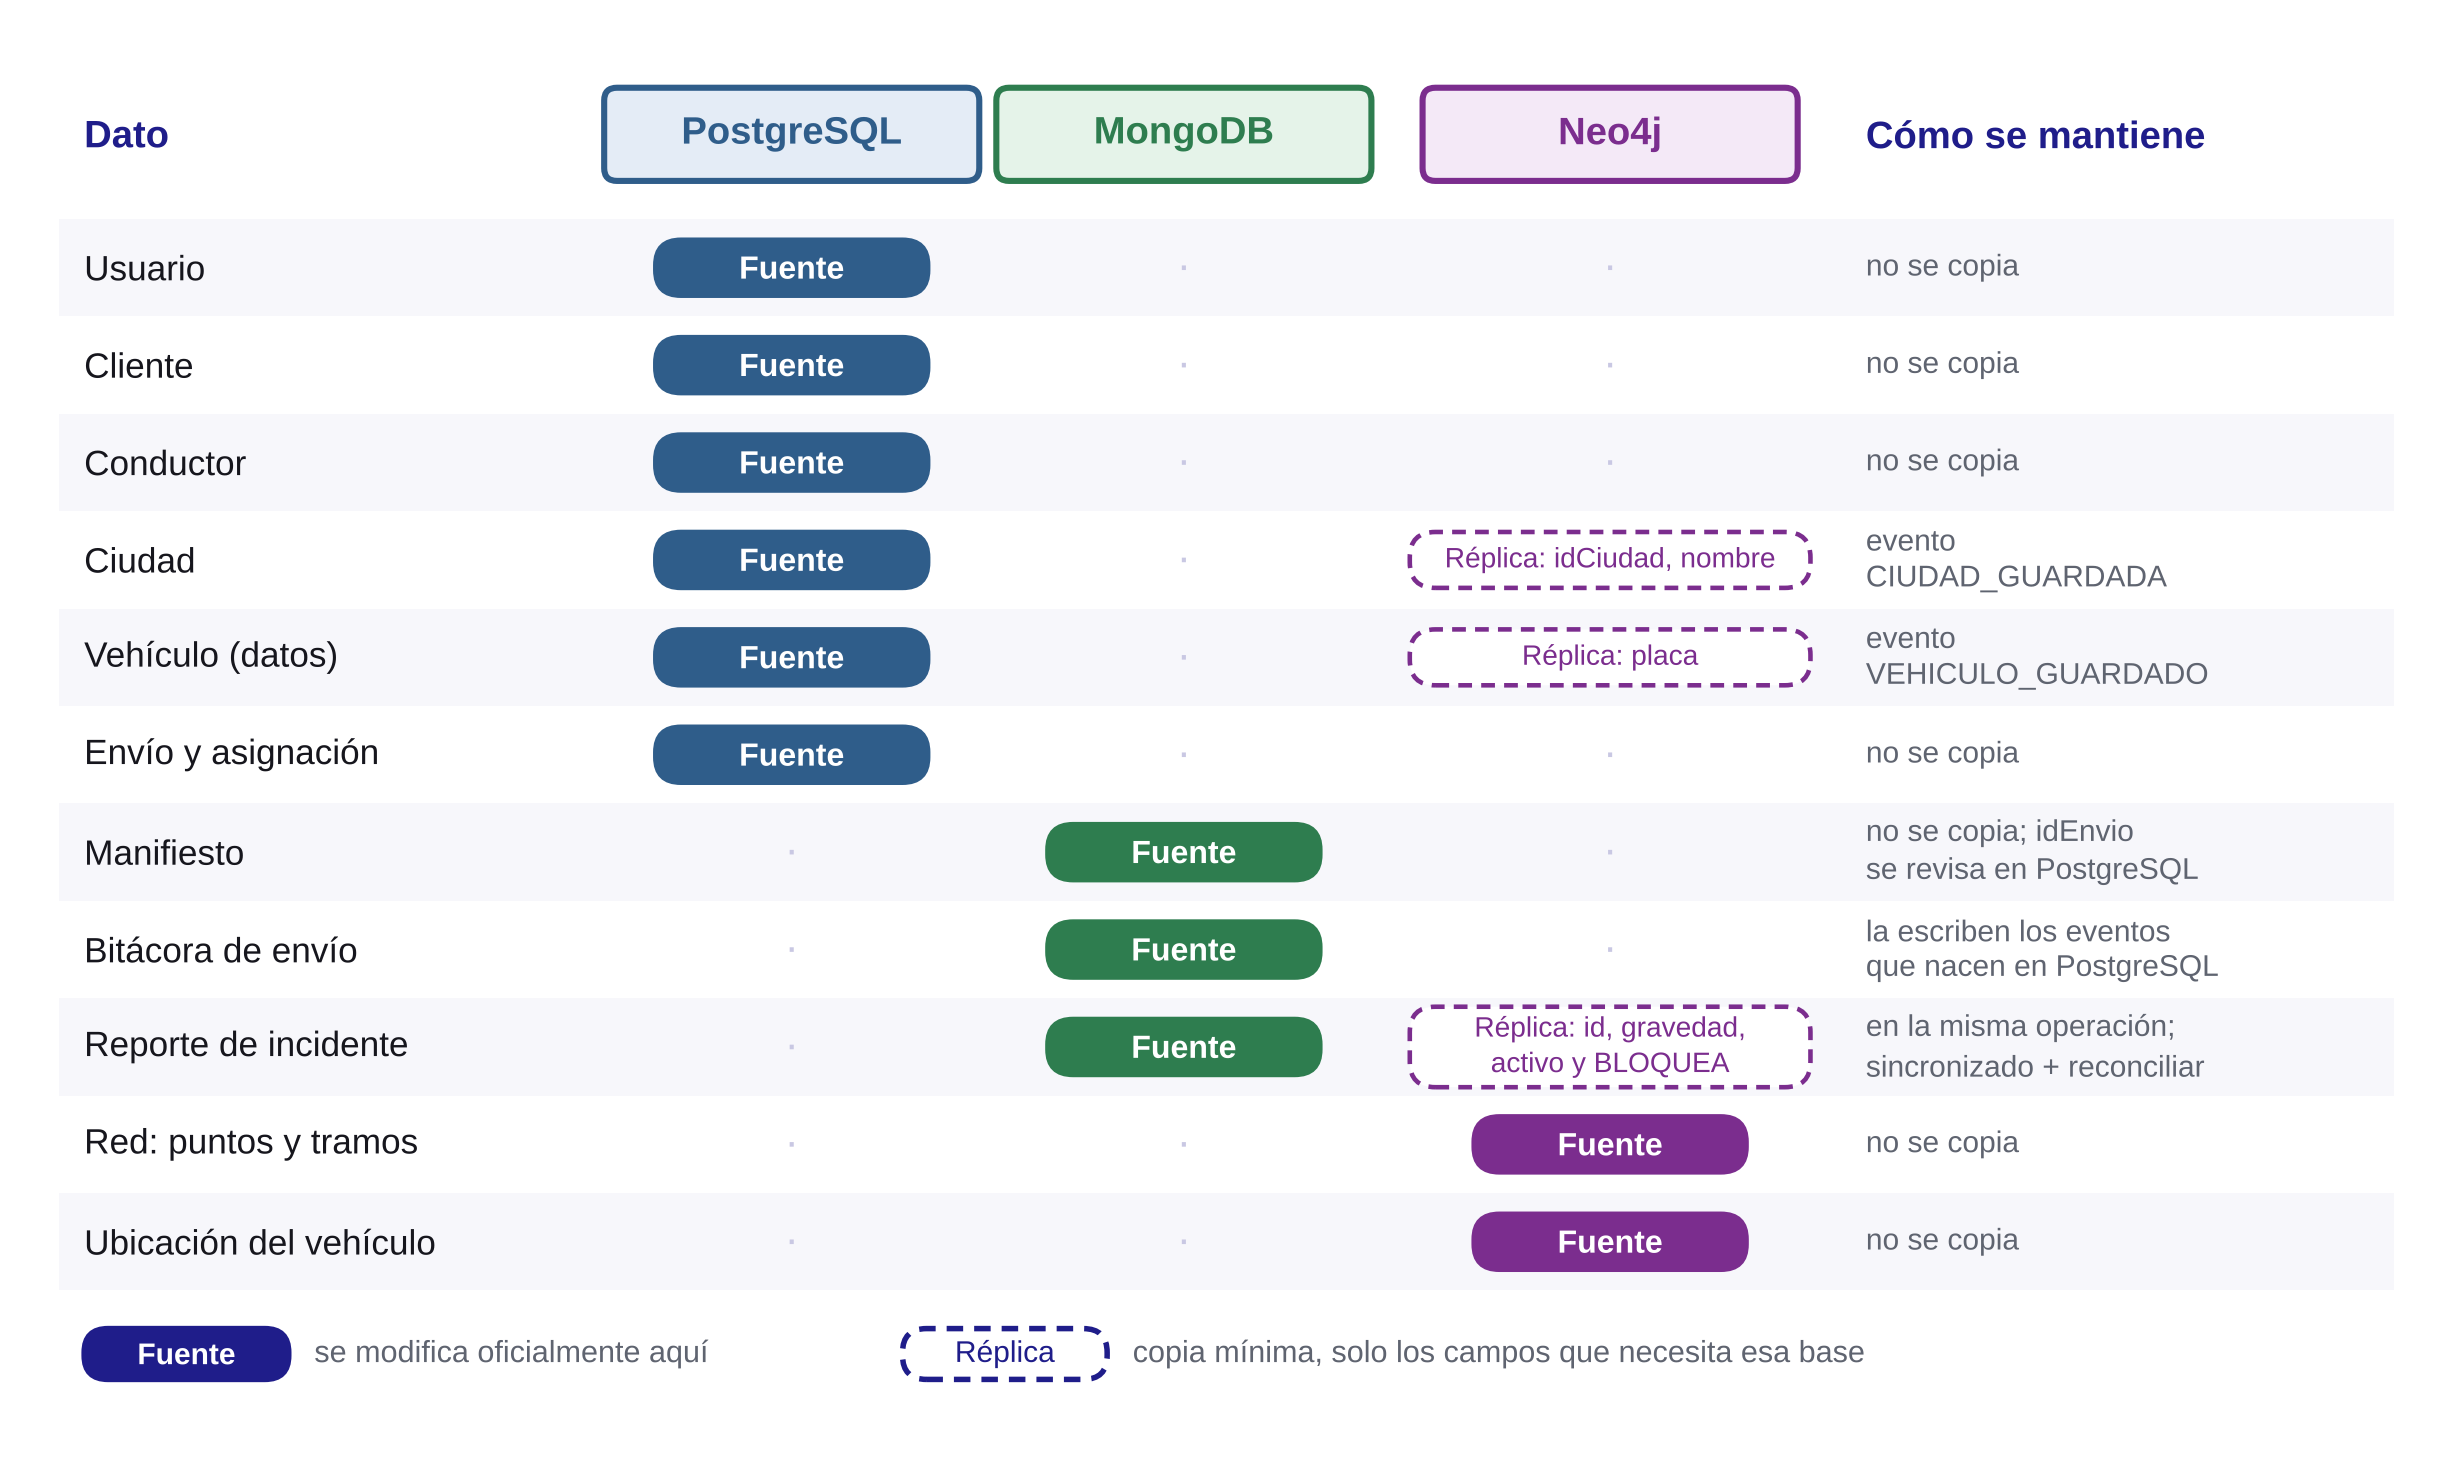 Dato
PostgreSQL
MongoDB
Neo4j
Cómo se mantiene
Usuario
Fuente
no se copia
Cliente
Fuente
no se copia
Conductor
Fuente
no se copia
Ciudad
Fuente
Réplica: idCiudad, nombre
evento
CIUDAD_GUARDADA
Vehículo (datos)
Fuente
Réplica: placa
evento
VEHICULO_GUARDADO
Envío y asignación
Fuente
no se copia
Manifiesto
Fuente
no se copia; idEnvio
se revisa en PostgreSQL
Bitácora de envío
Fuente
la escriben los eventos
que nacen en PostgreSQL
Reporte de incidente
Fuente
Réplica: id, gravedad,
activo y BLOQUEA
en la misma operación;
sincronizado + reconciliar
Red: puntos y tramos
Fuente
no se copia
Ubicación del vehículo
Fuente
no se copia
Fuente
se modifica oficialmente aquí
Réplica
copia mínima, solo los campos que necesita esa base